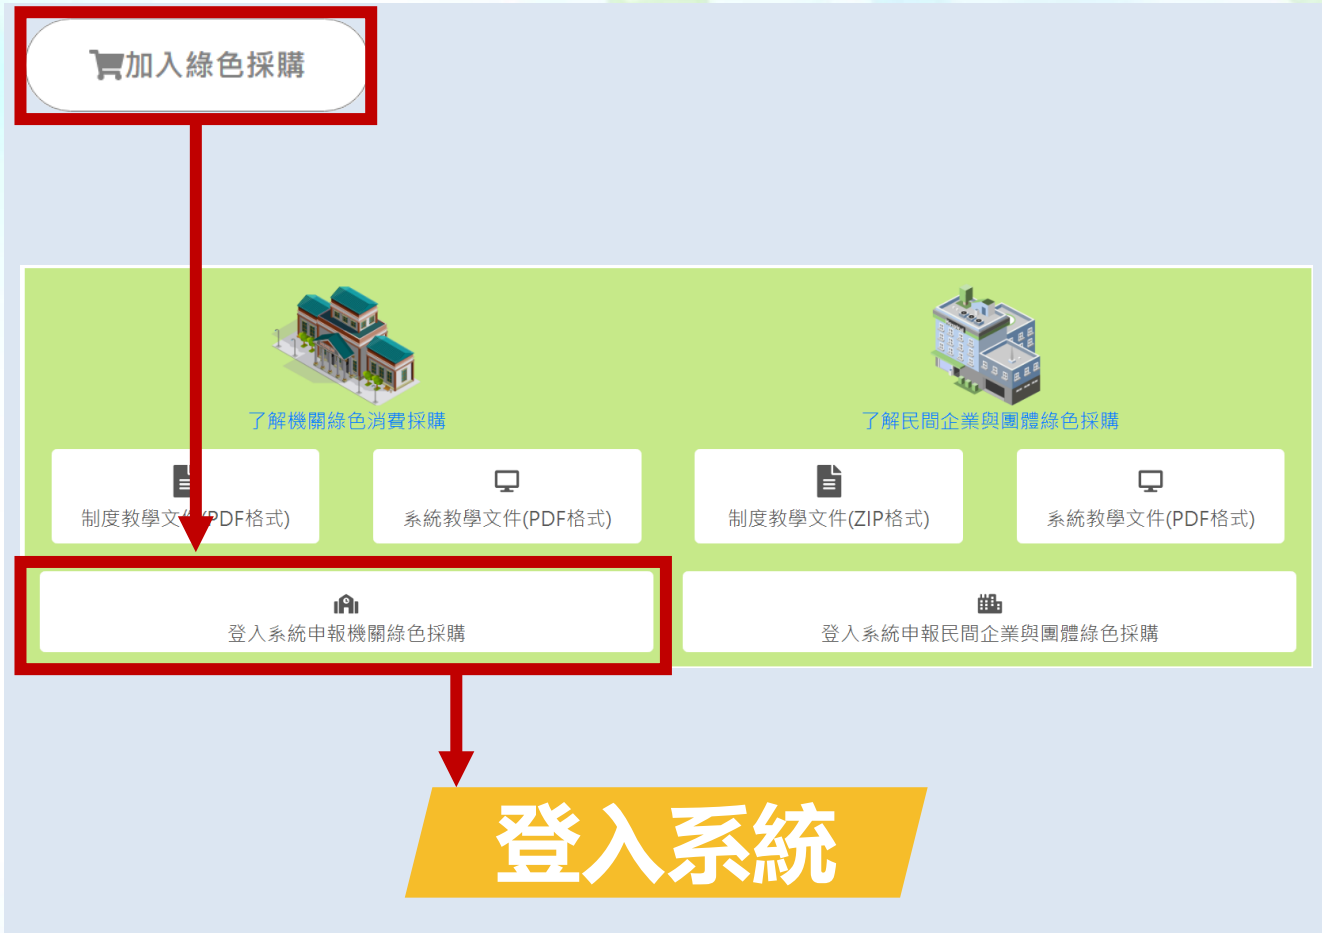 加入綠色採購
了解機關綠色消費採購
了解民間企業與團體綠色採購
制度教學文件(PDF格式)
系統教學文件(PDF格式)
制度教學文件(ZIP格式)
系統教學文件(PDF格式)
登入系統申報機關綠色採購
登入系統申報民間企業與團體綠色採購
登入系統